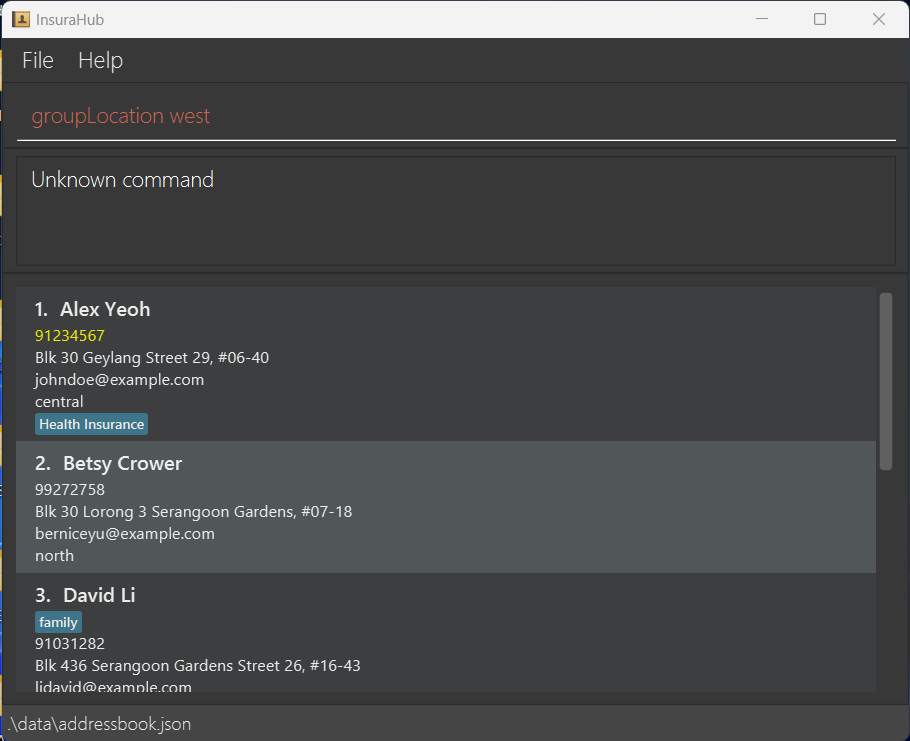 InsuraHub
File Help
groupLocation west
Unknown command
1. Alex Yeoh
91234567
Blk 30 Geylang Street 29, #06-40
johndoe@example.com
central
Health Insurance
2. Betsy Crower
99272758
Blk 30 Lorong 3 Serangoon Gardens, #07-18
berniceyu@example.com
north
3. David Li
family
91031282
Blk 436 Serangoon Gardens Street 26, #16-43
lidavid@example.com
.\data\addressbook.json